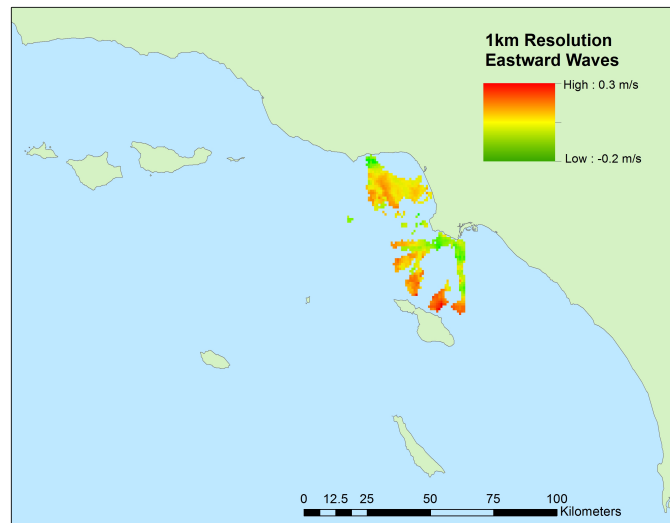 1km Resolution
Eastward Waves
High : 0.3 m/s
Low : -0.2 m/s
0 12.5 25 50 75 100
Kilometers